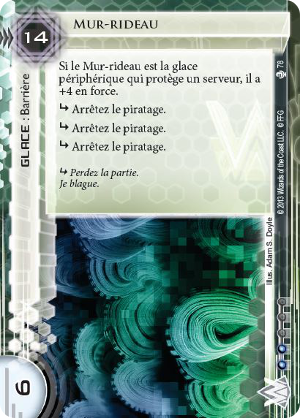 Mur-rideau
14
GLACE : Barrière
Si le Mur-rideau est la glace
périphérique qui protège un serveur, il a
+4 en force.
↳ Arrêtez le piratage.
↳ Arrêtez le piratage.
↳ Arrêtez le piratage.
↳ Perdez la partie.
Je blague.
78
© 2013 Wizards of the Coast LLC. © FFG
Illus. Adam S. Doyle
6